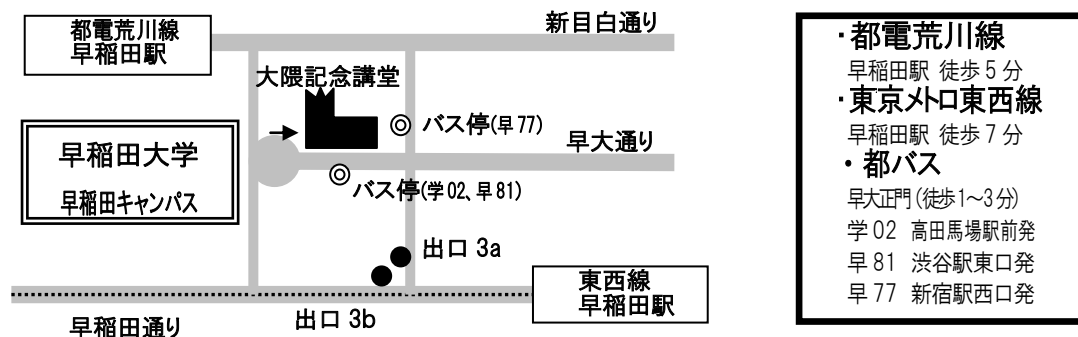 都電荒川線
早稲田駅
新目白通り
大隈記念講堂
バス停(早77)
早大通り
早稲田大学
早稲田キャンパス
バス停(学02、早81)
出口 3a
東西線
早稲田駅
出口 3b
早稲田通り
・都電荒川線
早稲田駅 徒歩5分
・東京メトロ東西線
早稲田駅 徒歩7分
・都バス
早大正門(徒歩1～3分)
学02 高田馬場駅前発
早81 渋谷駅東口発
早77 新宿駅西口発